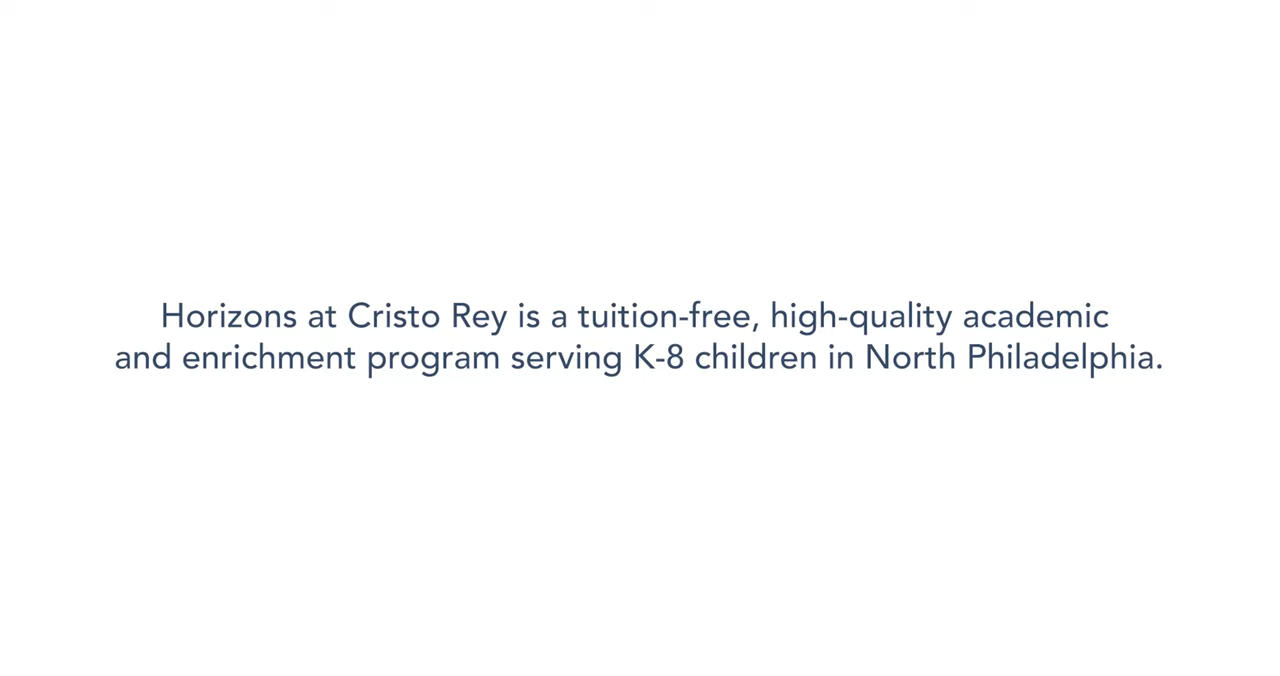 Horizons at Cristo Rey is a tuition-free, high-quality academic
and enrichment program serving K-8 children in North Philadelphia.